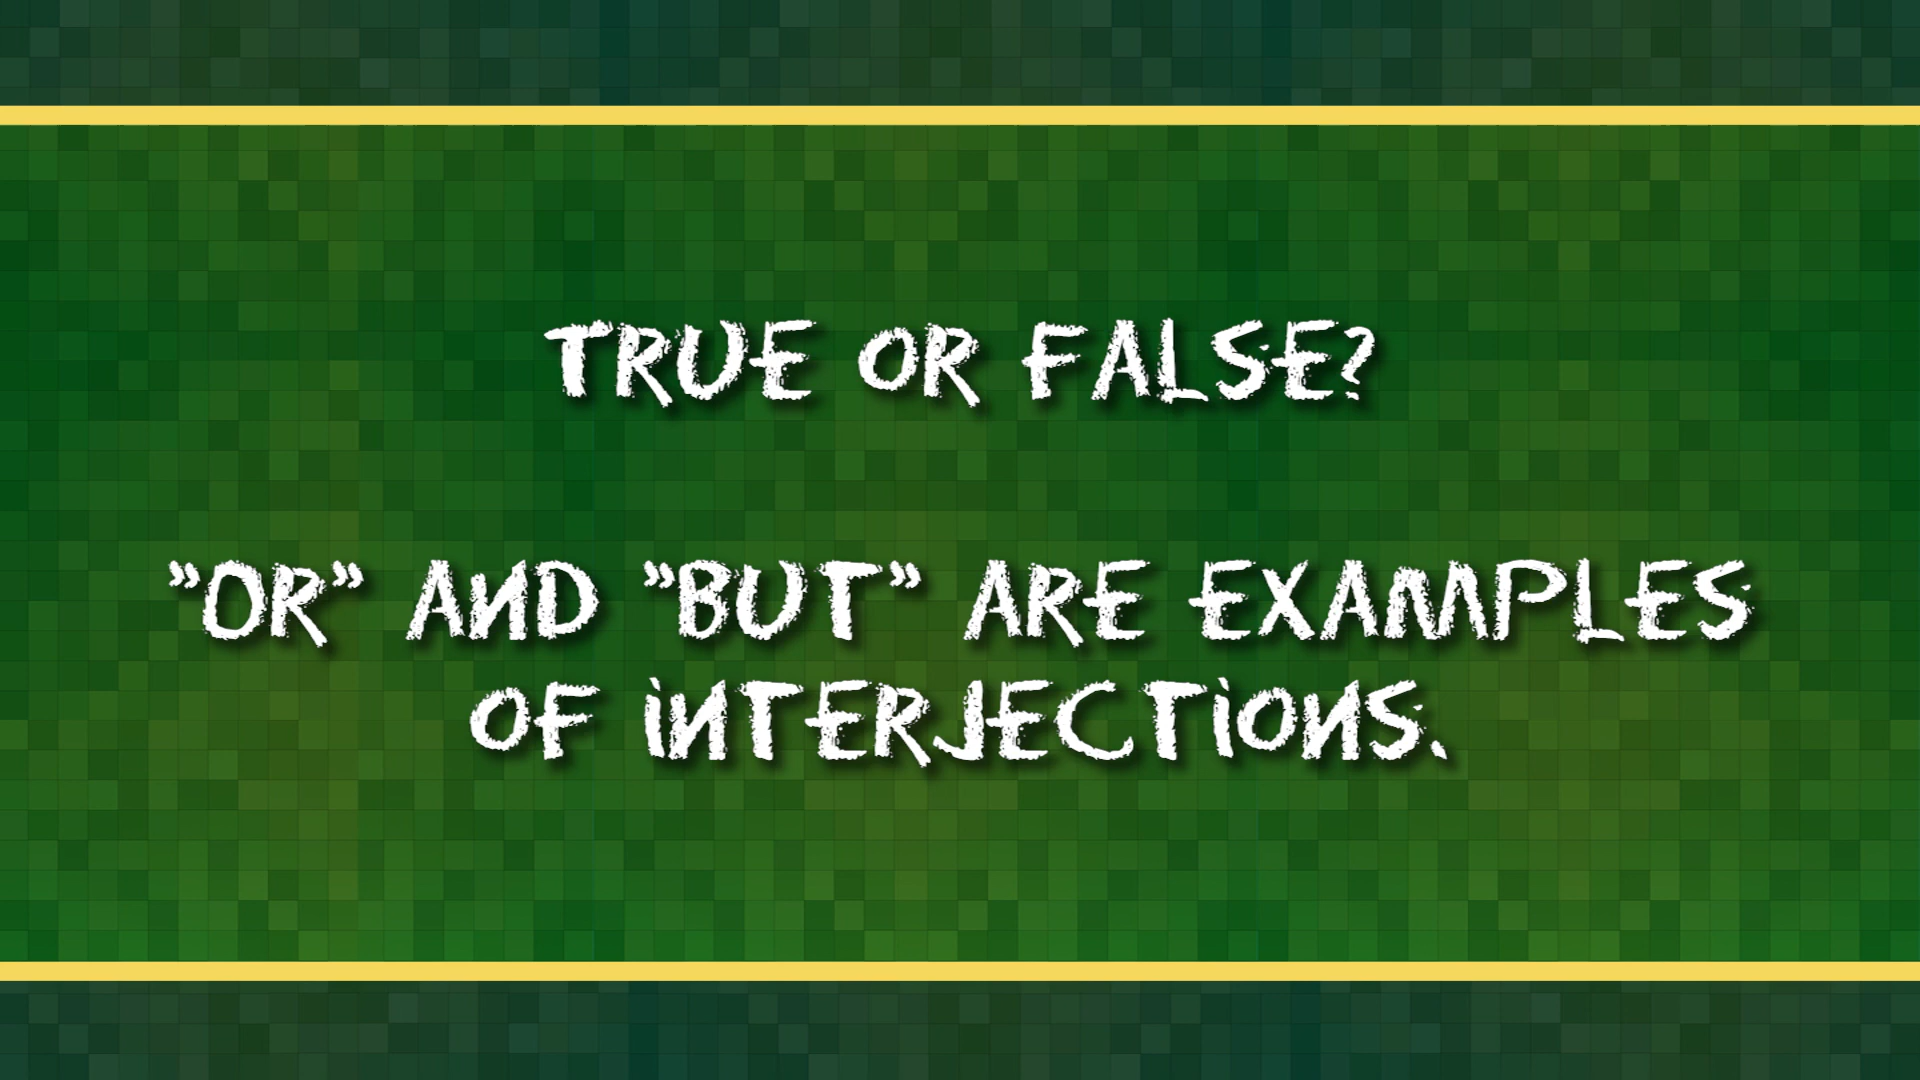 TRUE OR FALSE?
"OR" AND "BUT" ARE EXAMPLES
OF INTERJECTIONS.